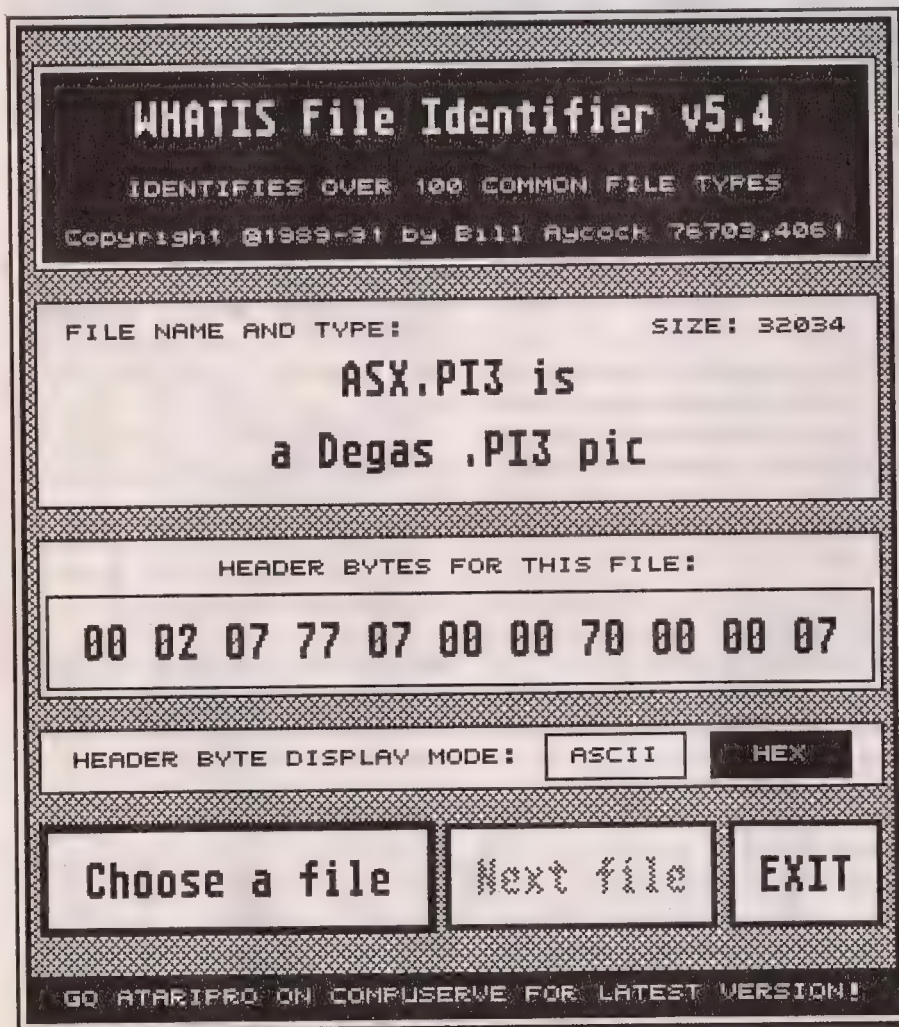 WHATIS File Identifier v5.4
IDENTIFIES OVER 100 COMMON FILE TYPES
Copyright @1989-91 by Bill Aycock 76703,4061
FILE NAME AND TYPE: SIZE: 32034
ASX.PI3 is
a Degas .PI3 pic
HEADER BYTES FOR THIS FILE:
00 02 07 77 07 00 00 70 00 00 07
HEADER BYTE DISPLAY MODE: ASCII HEX
Choose a file Next file EXIT
GO ATARIPRO ON COMPUSERVE FOR LATEST VERSION!